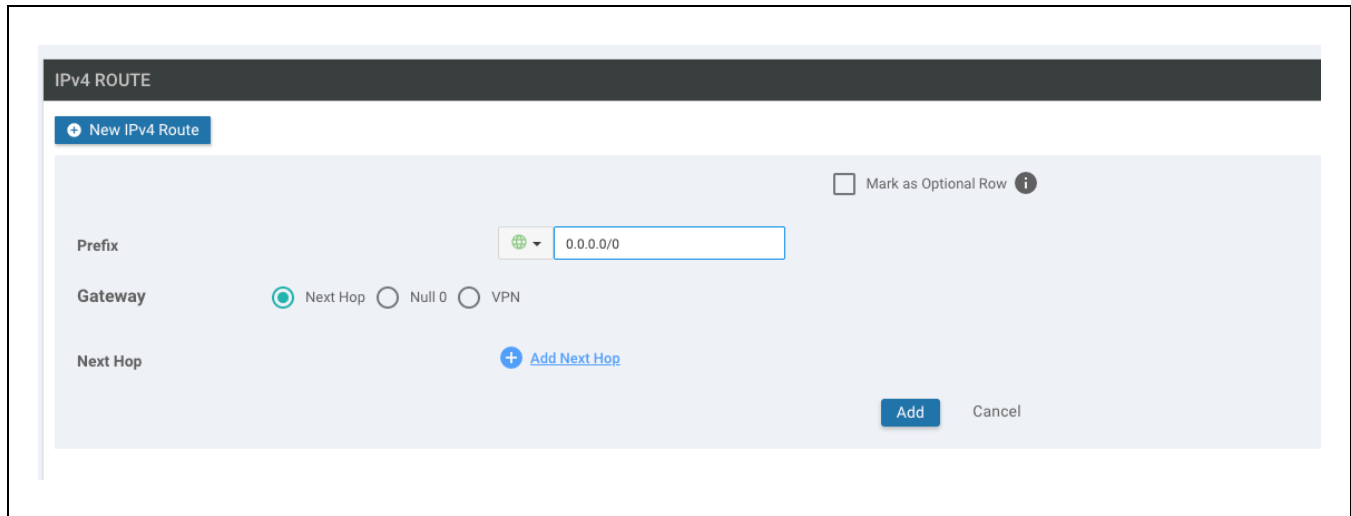 IPv4 ROUTE
New IPv4 Route
Mark as Optional Row
Prefix 0.0.0.0/0
Gateway Next Hop Null 0 VPN
Next Hop Add Next Hop
Add Cancel